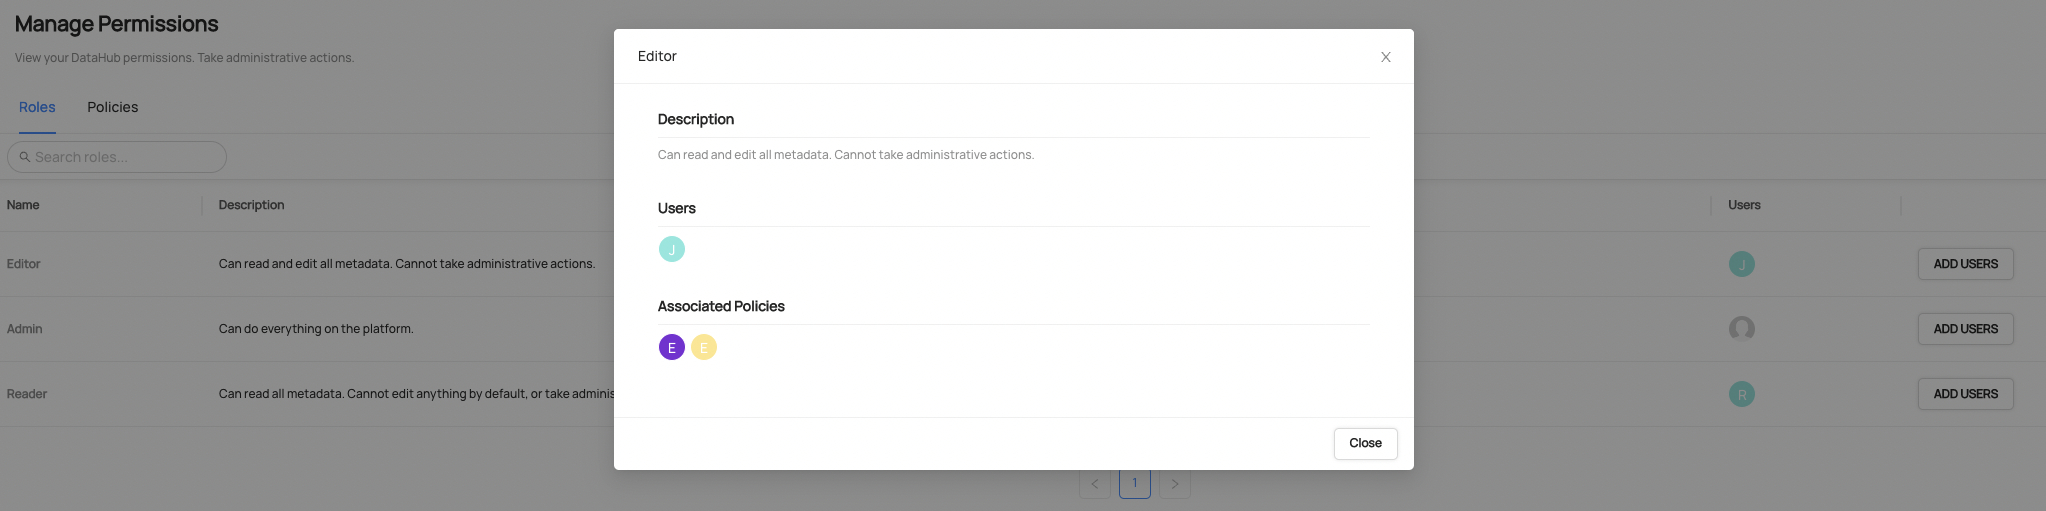 Manage Permissions
View your DataHub permissions. Take administrative actions.
Roles Policies
Search roles...
Name Description Users
Editor Can read and edit all metadata. Cannot take administrative actions. J ADD USERS
Admin Can do everything on the platform. ADD USERS
Reader Can read all metadata. Cannot edit anything by default, or take adminis R ADD USERS
1
Editor
Description
Can read and edit all metadata. Cannot take administrative actions.
Users
J
Associated Policies
E E
Close